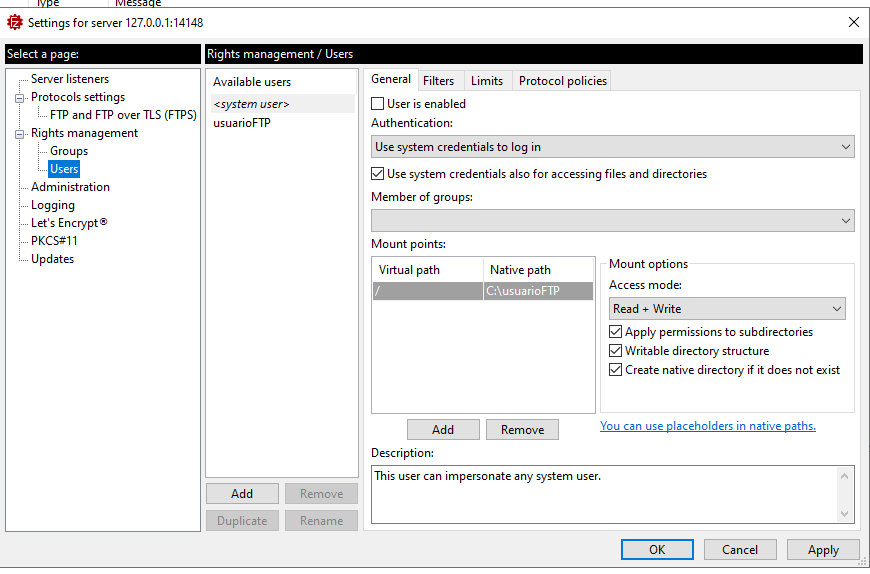 Type Message
Settings for server 127.0.0.1:14148
Select a page:
Server listeners
Protocols settings
FTP and FTP over TLS (FTPS)
Rights management
Groups
Users
Administration
Logging
Let's Encrypt®
PKCS#11
Updates
Rights management / Users
Available users
<system user>
usuarioFTP
Add Remove
Duplicate Rename
General Filters Limits Protocol policies
User is enabled
Authentication:
Use system credentials to log in
Use system credentials also for accessing files and directories
Member of groups:
Mount points:
Virtual path Native path
/ C:\usuarioFTP
Add Remove
Mount options
Access mode:
Read + Write
Apply permissions to subdirectories
Writable directory structure
Create native directory if it does not exist
You can use placeholders in native paths.
Description:
This user can impersonate any system user.
OK Cancel Apply